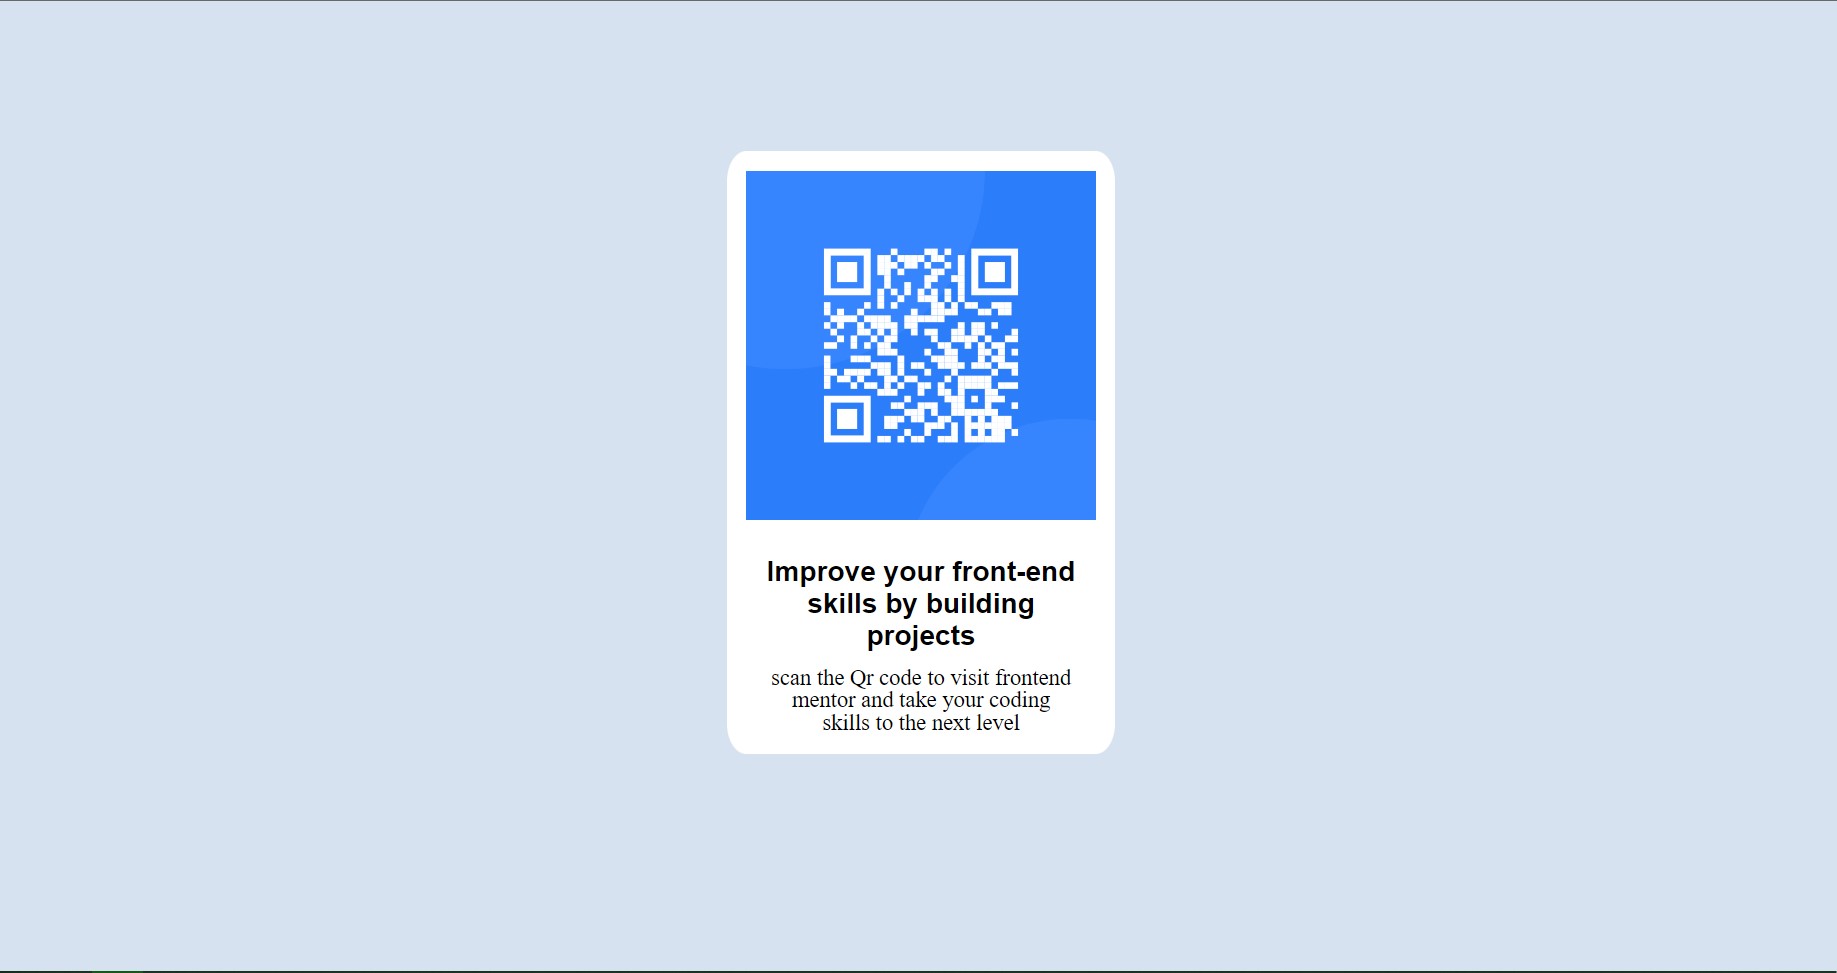 Improve your front-end
skills by building
projects
scan the Qr code to visit frontend
mentor and take your coding
skills to the next level